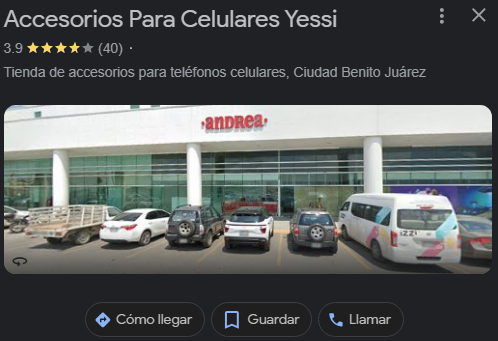 Accesorios Para Celulares Yessi
3.9 ★★★★☆ (40) ·
Tienda de accesorios para teléfonos celulares, Ciudad Benito Juárez
·andrea·
izzi
Cómo llegar
Guardar
Llamar